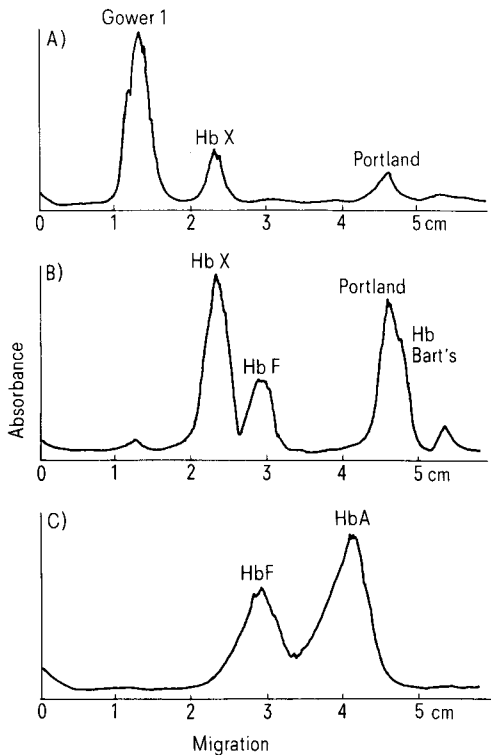 A)
Gower 1
Hb X
Portland
0 1 2 3 4 5 cm
B)
Hb X
Hb F
Portland
Hb
Bart's
0 1 2 3 4 5 cm
Absorbance
C)
HbF
HbA
0 1 2 3 4 5 cm
Migration